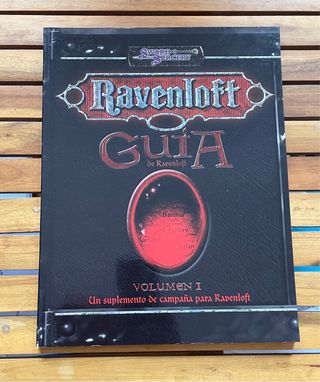 Sword & Sorcery
Ravenloft
Guía
de Ravenloft
Barovia
Volumen I
Un suplemento de campaña para Ravenloft